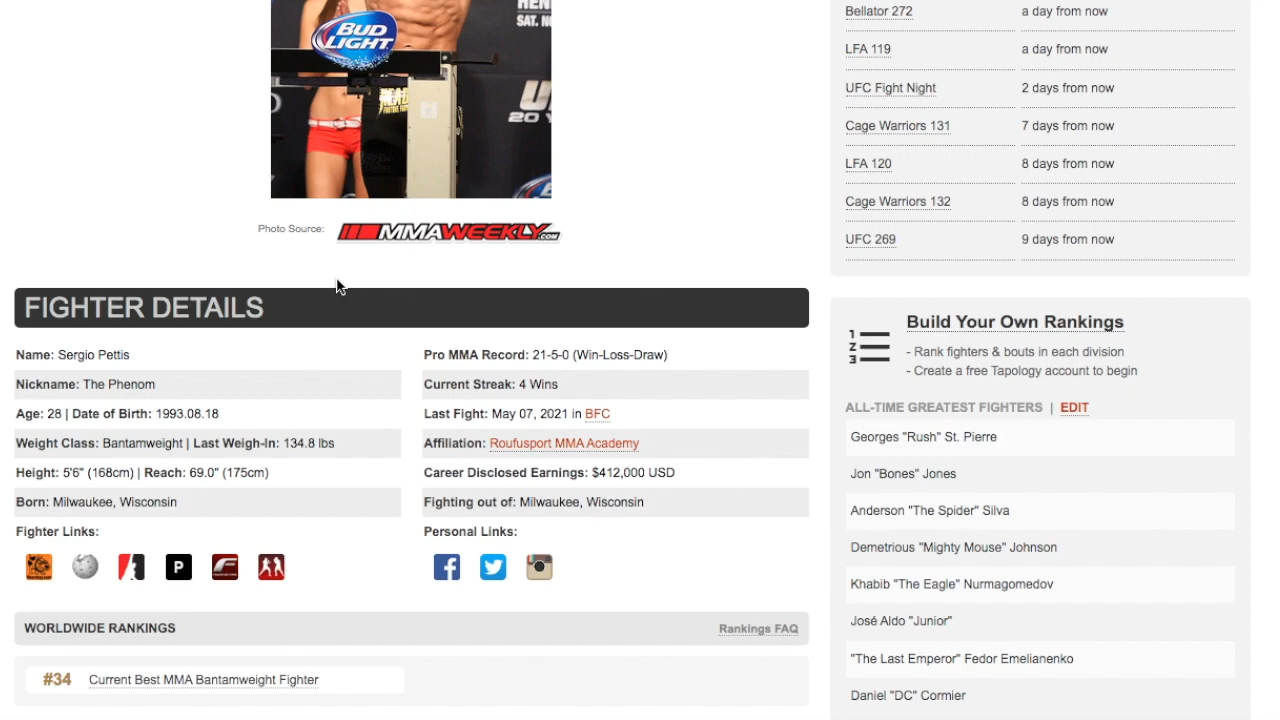 HEN
SAT. N
BUD
LIGHT
20 Y
Photo Source: MMAWEEKLY.COM
FIGHTER DETAILS
Name: Sergio Pettis
Nickname: The Phenom
Age: 28 | Date of Birth: 1993.08.18
Weight Class: Bantamweight | Last Weigh-In: 134.8 lbs
Height: 5'6" (168cm) | Reach: 69.0" (175cm)
Born: Milwaukee, Wisconsin
Fighter Links:
P
Pro MMA Record: 21-5-0 (Win-Loss-Draw)
Current Streak: 4 Wins
Last Fight: May 07, 2021 in BFC
Affiliation: Roufusport MMA Academy
Career Disclosed Earnings: $412,000 USD
Fighting out of: Milwaukee, Wisconsin
Personal Links:
WORLDWIDE RANKINGS
Rankings FAQ
#34 Current Best MMA Bantamweight Fighter
Bellator 272 a day from now
LFA 119 a day from now
UFC Fight Night 2 days from now
Cage Warriors 131 7 days from now
LFA 120 8 days from now
Cage Warriors 132 8 days from now
UFC 269 9 days from now
1
2
3
Build Your Own Rankings
- Rank fighters & bouts in each division
- Create a free Tapology account to begin
ALL-TIME GREATEST FIGHTERS | EDIT
Georges "Rush" St. Pierre
Jon "Bones" Jones
Anderson "The Spider" Silva
Demetrious "Mighty Mouse" Johnson
Khabib "The Eagle" Nurmagomedov
José Aldo "Junior"
"The Last Emperor" Fedor Emelianenko
Daniel "DC" Cormier